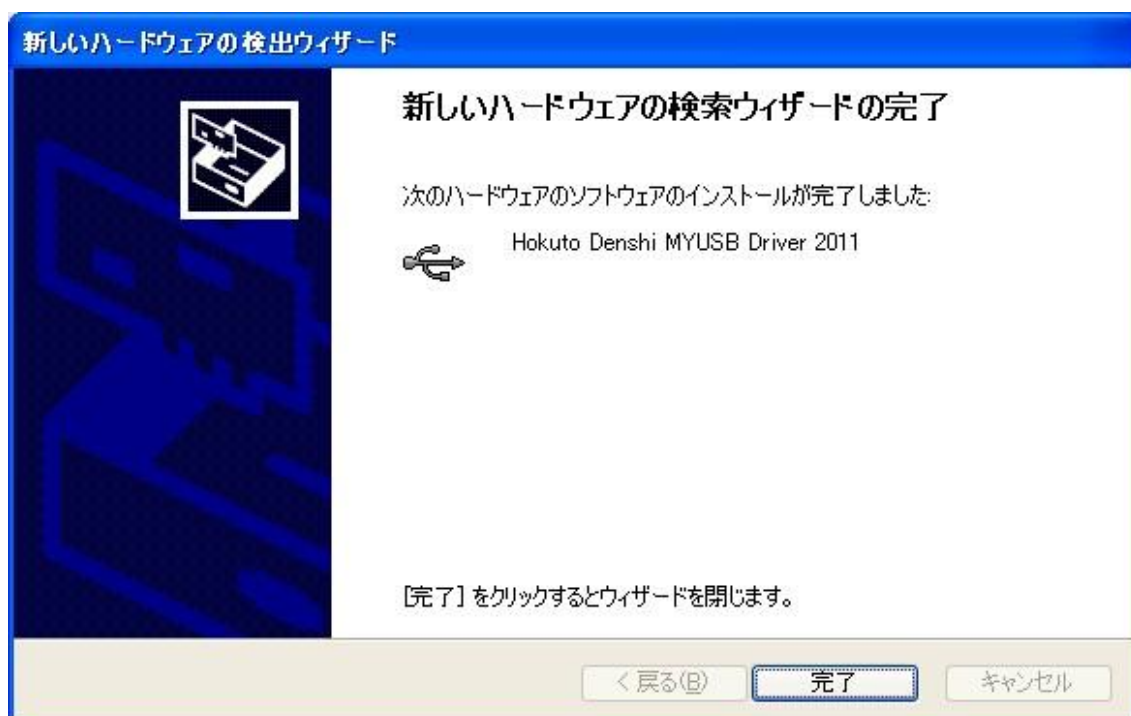 新しいハードウェアの検出ウィザード
新しいハードウェアの検索ウィザードの完了
次のハードウェアのソフトウェアのインストールが完了しました:
Hokuto Denshi MYUSB Driver 2011
[完了] をクリックするとウィザードを閉じます。
< 戻る(B) 完了 キャンセル